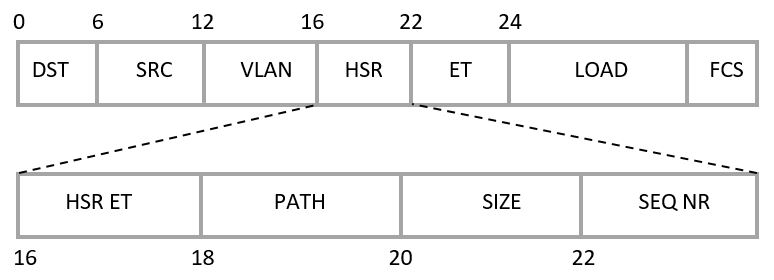 0 6 12 16 22 24
DST SRC VLAN HSR ET LOAD FCS
HSR ET PATH SIZE SEQ NR
16 18 20 22